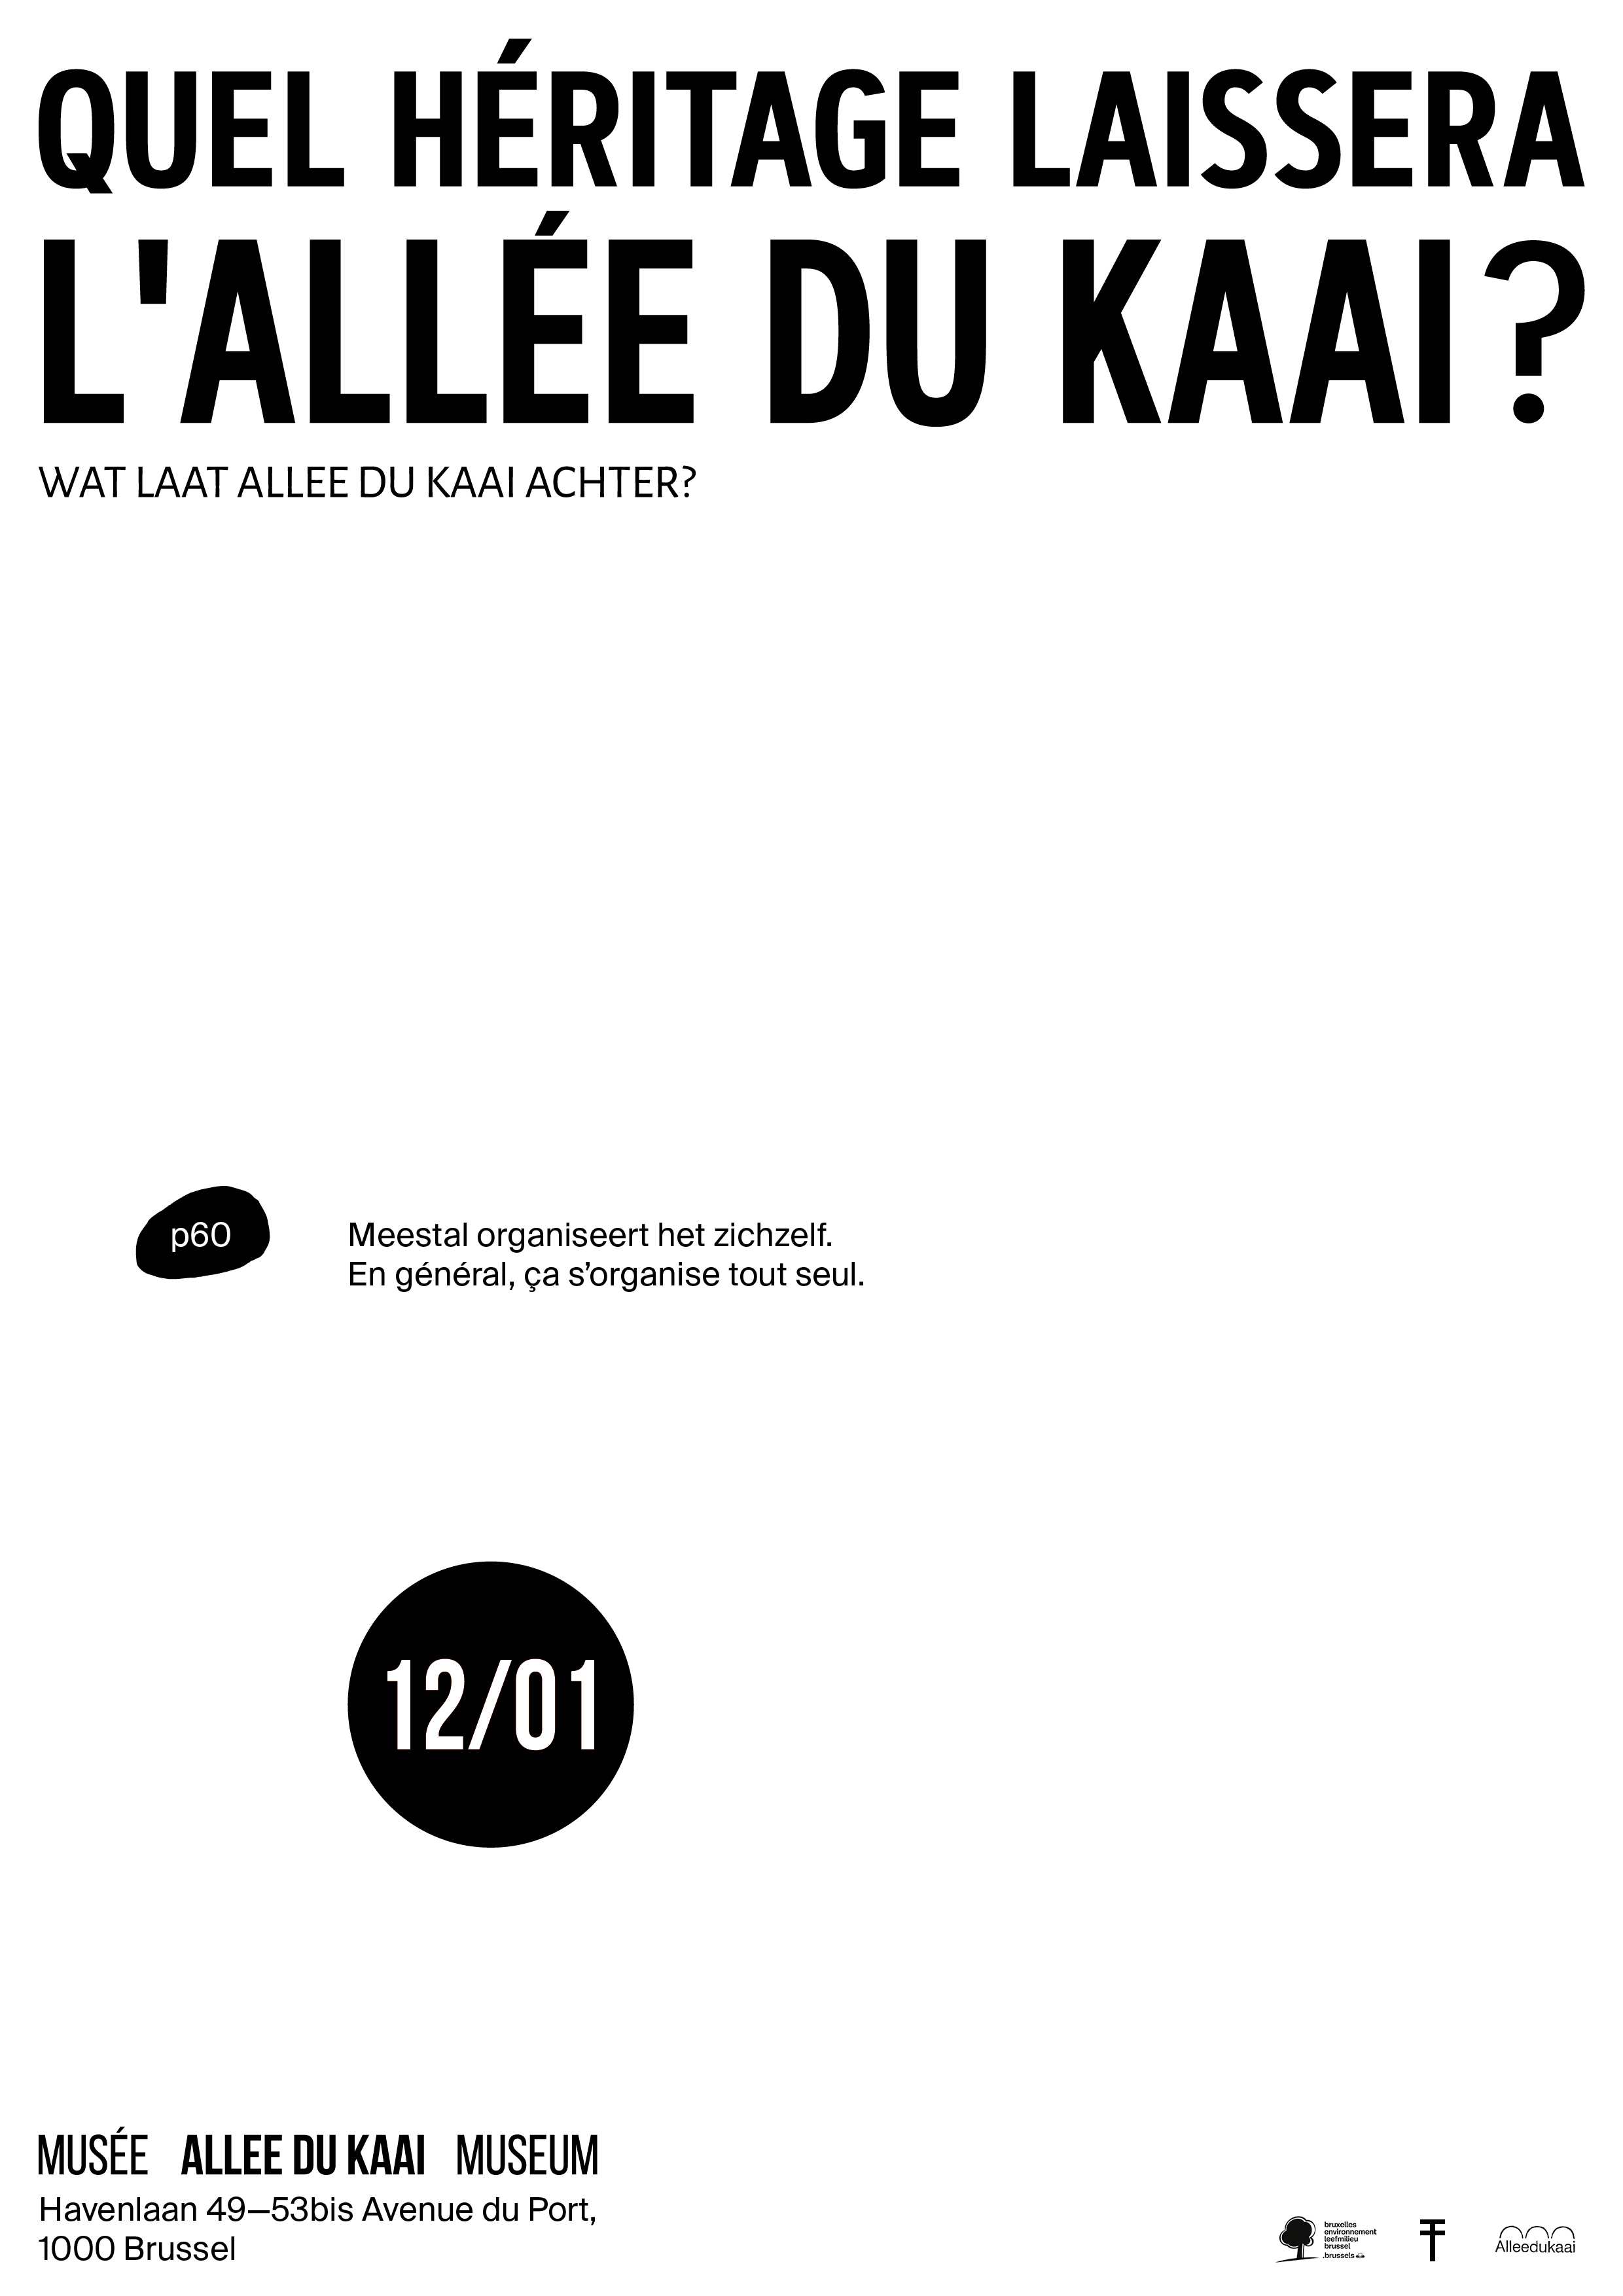 QUEL HÉRITAGE LAISSERA
L'ALLÉE DU KAAI?
WAT LAAT ALLEE DU KAAI ACHTER?
p60
Meestal organiseert het zichzelf.
En général, ça s’organise tout seul.
12/01
MUSÉE ALLEE DU KAAI MUSEUM
Havenlaan 49—53bis Avenue du Port,
1000 Brussel
bruxelles
environnement
leefmilieu
brussel
.brussels
Alleedukaai